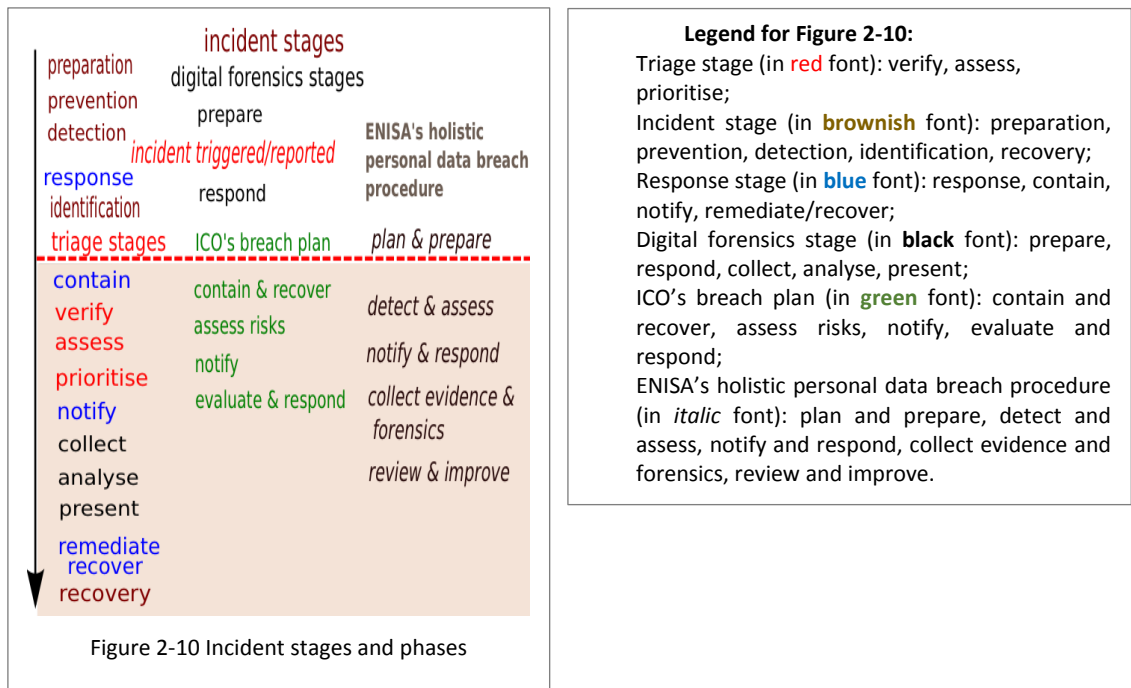 incident stages
digital forensics stages
preparation
prevention
detection
prepare
incident triggered/reported
response
identification
respond
ENISA's holistic
personal data breach
procedure
triage stages
ICO's breach plan
plan & prepare
contain
verify
assess
prioritise
notify
collect
analyse
present
remediate
recover
recovery
contain & recover
assess risks
notify
evaluate & respond
detect & assess
notify & respond
collect evidence &
forensics
review & improve
Figure 2-10 Incident stages and phases
Legend for Figure 2-10:
Triage stage (in red font): verify, assess,
prioritise;
Incident stage (in brownish font): preparation,
prevention, detection, identification, recovery;
Response stage (in blue font): response, contain,
notify, remediate/recover;
Digital forensics stage (in black font): prepare,
respond, collect, analyse, present;
ICO’s breach plan (in green font): contain and
recover, assess risks, notify, evaluate and
respond;
ENISA’s holistic personal data breach procedure
(in italic font): plan and prepare, detect and
assess, notify and respond, collect evidence and
forensics, review and improve.